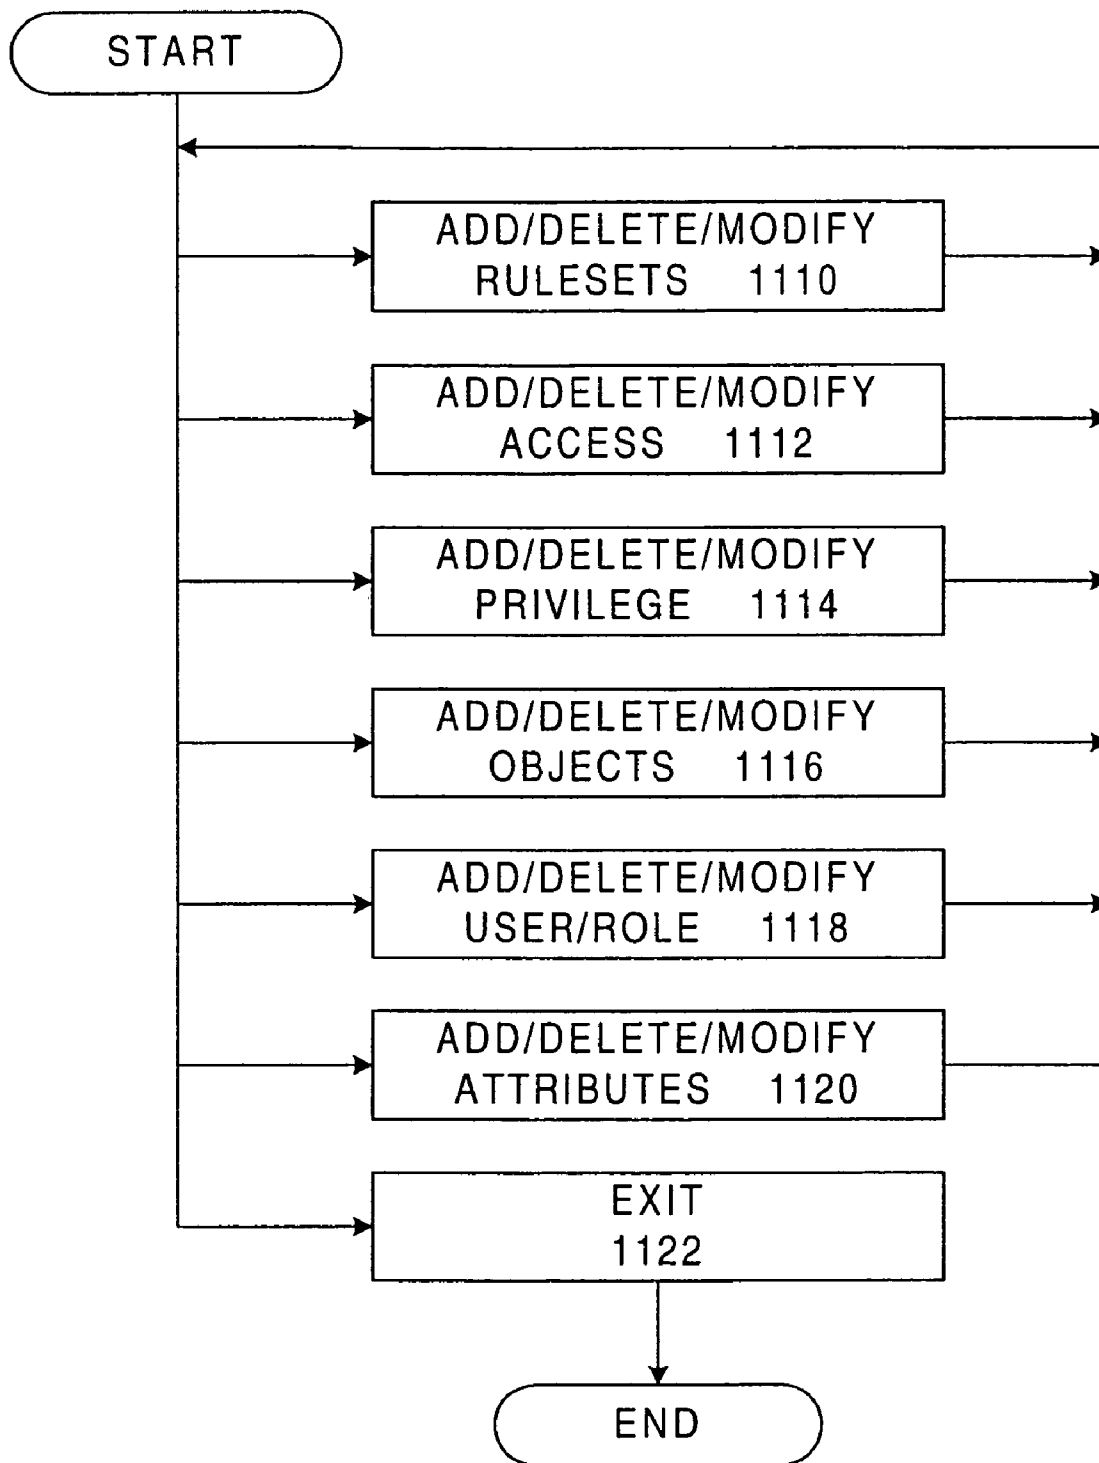 START
ADD/DELETE/MODIFY
RULESETS 1110
ADD/DELETE/MODIFY
ACCESS 1112
ADD/DELETE/MODIFY
PRIVILEGE 1114
ADD/DELETE/MODIFY
OBJECTS 1116
ADD/DELETE/MODIFY
USER/ROLE 1118
ADD/DELETE/MODIFY
ATTRIBUTES 1120
EXIT
1122
END